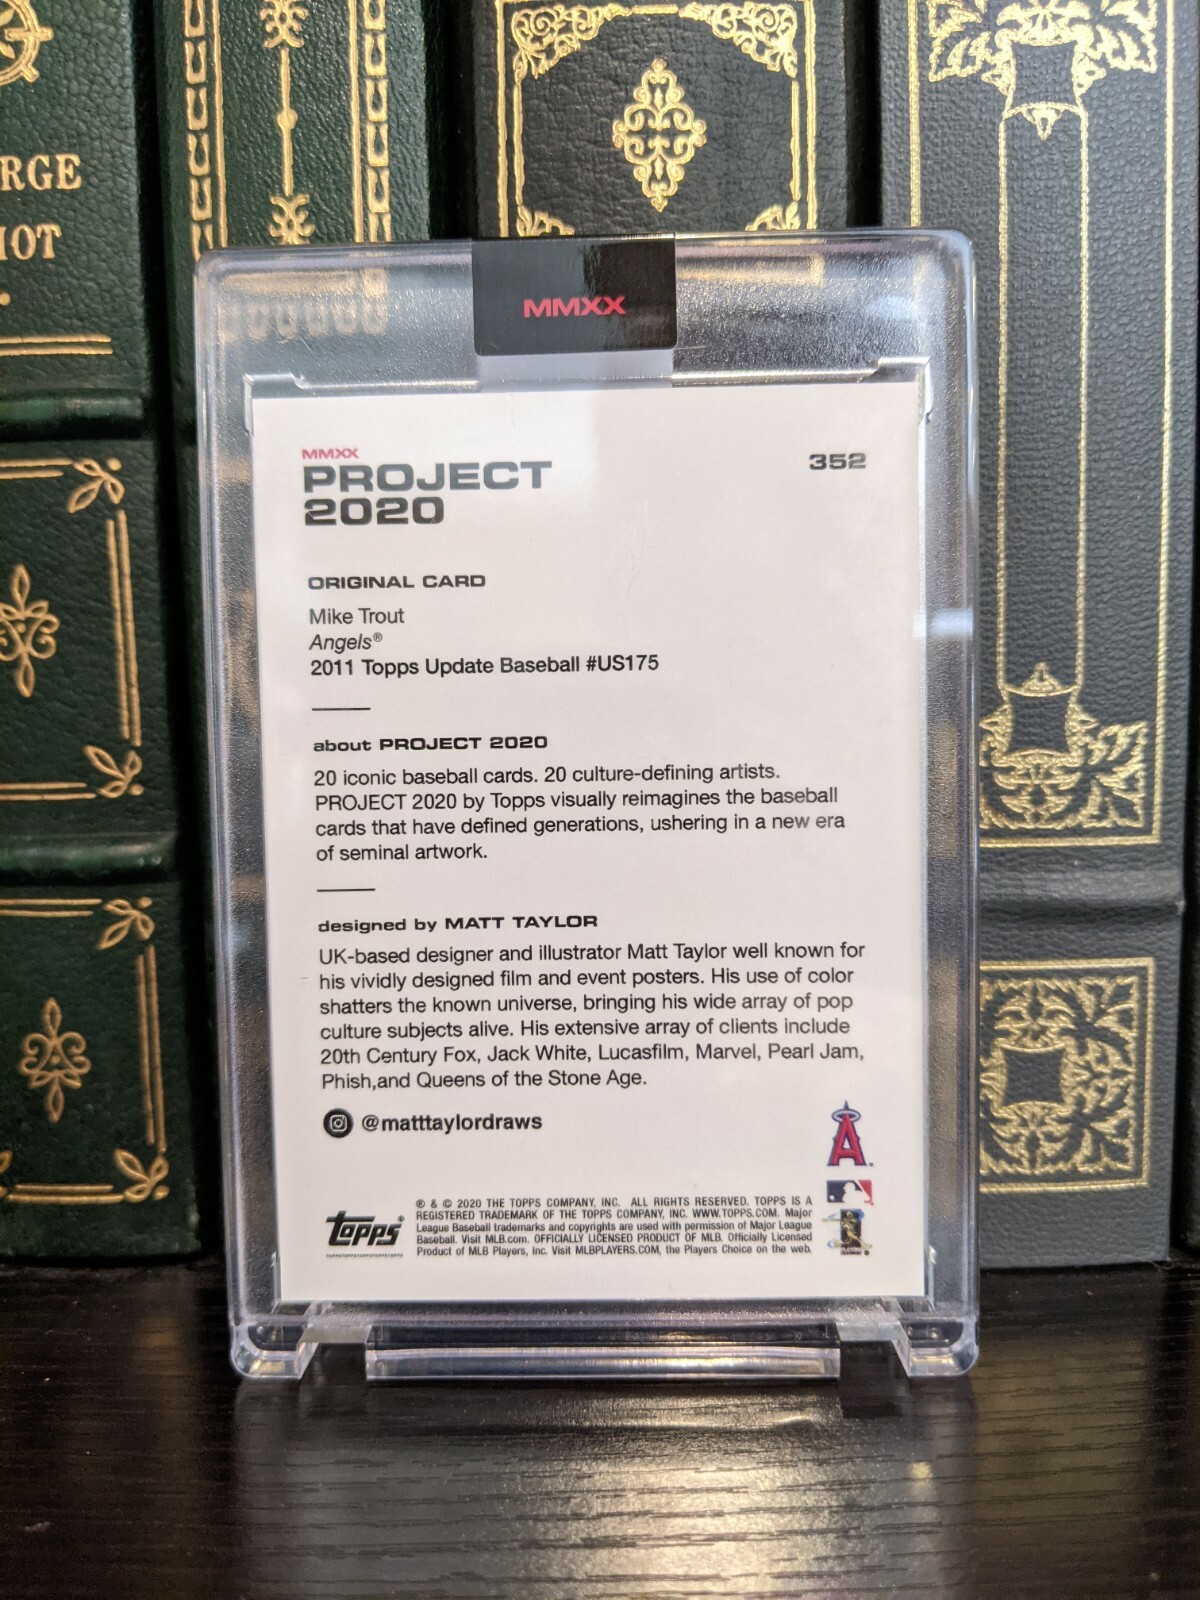 RGE
IOT
MMXX
MMXX
PROJECT
2020
352
ORIGINAL CARD
Mike Trout
Angels®
2011 Topps Update Baseball #US175
about PROJECT 2020
20 iconic baseball cards. 20 culture-defining artists.
PROJECT 2020 by Topps visually reimagines the baseball
cards that have defined generations, ushering in a new era
of seminal artwork.
designed by MATT TAYLOR
UK-based designer and illustrator Matt Taylor well known for
his vividly designed film and event posters. His use of color
shatters the known universe, bringing his wide array of pop
culture subjects alive. His extensive array of clients include
20th Century Fox, Jack White, Lucasfilm, Marvel, Pearl Jam,
Phish,and Queens of the Stone Age.
@matttaylordraws
A
topps®
® & © 2020 THE TOPPS COMPANY, INC. ALL RIGHTS RESERVED. TOPPS IS A
REGISTERED TRADEMARK OF THE TOPPS COMPANY, INC. WWW.TOPPS.COM. Major
League Baseball trademarks and copyrights are used with permission of Major League
Baseball. Visit MLB.com. OFFICIALLY LICENSED PRODUCT OF MLB. Officially Licensed
Product of MLB Players, Inc. Visit MLBPLAYERS.COM, the Players Choice on the web.